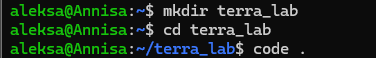 aleksa@Annisa:~$ mkdir terra_lab
aleksa@Annisa:~$ cd terra_lab
aleksa@Annisa:~/terra_lab$ code .